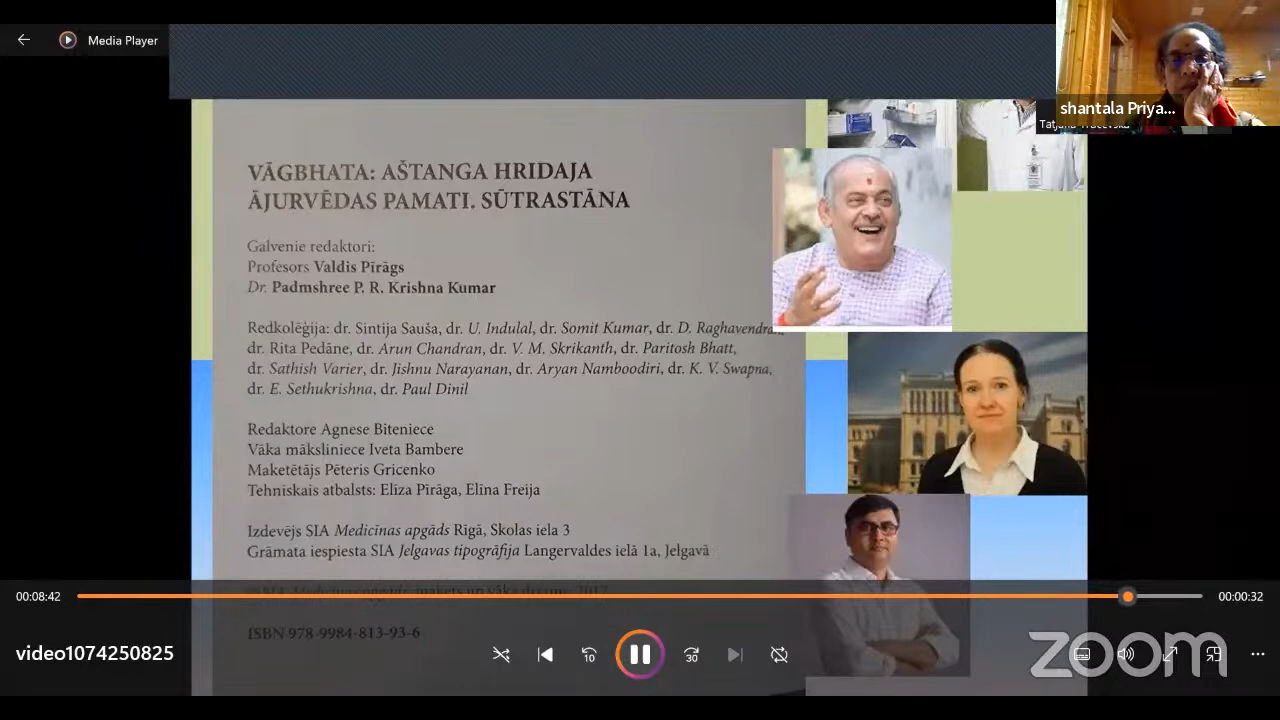 Media Player
shantala Priya...
VĀGBHATA: AŠTANGA HRIDAJA
ĀJURVĒDAS PAMATI. SŪTRASTĀNA
Galvenie redaktori:
Profesors Valdis Pīrāgs
Dr. Padmshree P. R. Krishna Kumar
Redkolēģija: dr. Sintija Sauša, dr. U. Indulal, dr. Somit Kumar, dr. D. Raghavendran,
dr. Rita Pedāne, dr. Arun Chandran, dr. V. M. Skrikanth, dr. Paritosh Bhatt,
dr. Sathish Varier, dr. Jishnu Narayanan, dr. Aryan Namboodiri, dr. K. V. Swapna,
dr. E. Sethukrishna, dr. Paul Dinil
Redaktore Agnese Biteniece
Vāka māksliniece Iveta Bambere
Maketētājs Pēteris Gricenko
Tehniskais atbalsts: Elīza Pīrāga, Elīna Freija
Izdevējs SIA Medicīnas apgāds Rīgā, Skolas iela 3
Grāmata iespiesta SIA Jelgavas tipogrāfija Langervaldes ielā 1a, Jelgavā
00:08:42
00:00:32
ISBN 978-9984-813-93-6
video1074250825
10
30
zoom